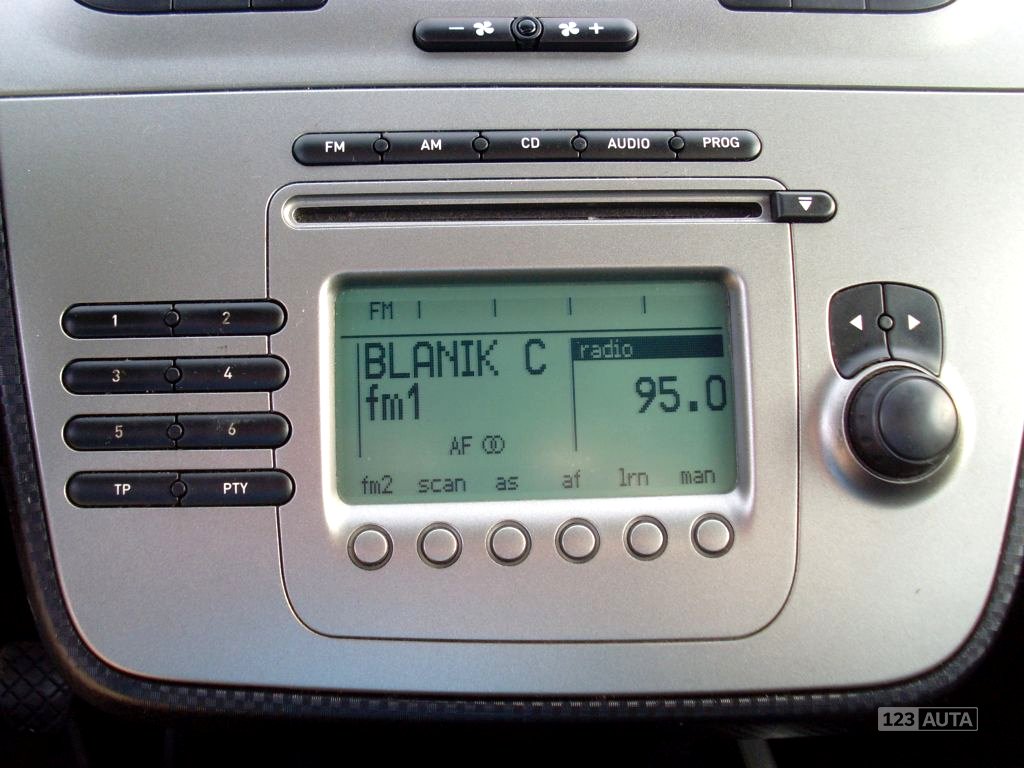 − +
FM AM CD AUDIO PROG
FM
BLANIK C radio
fm1 95.0
AF
fm2 scan as af lrn man
1 2
3 4
5 6
TP PTY
123 AUTA